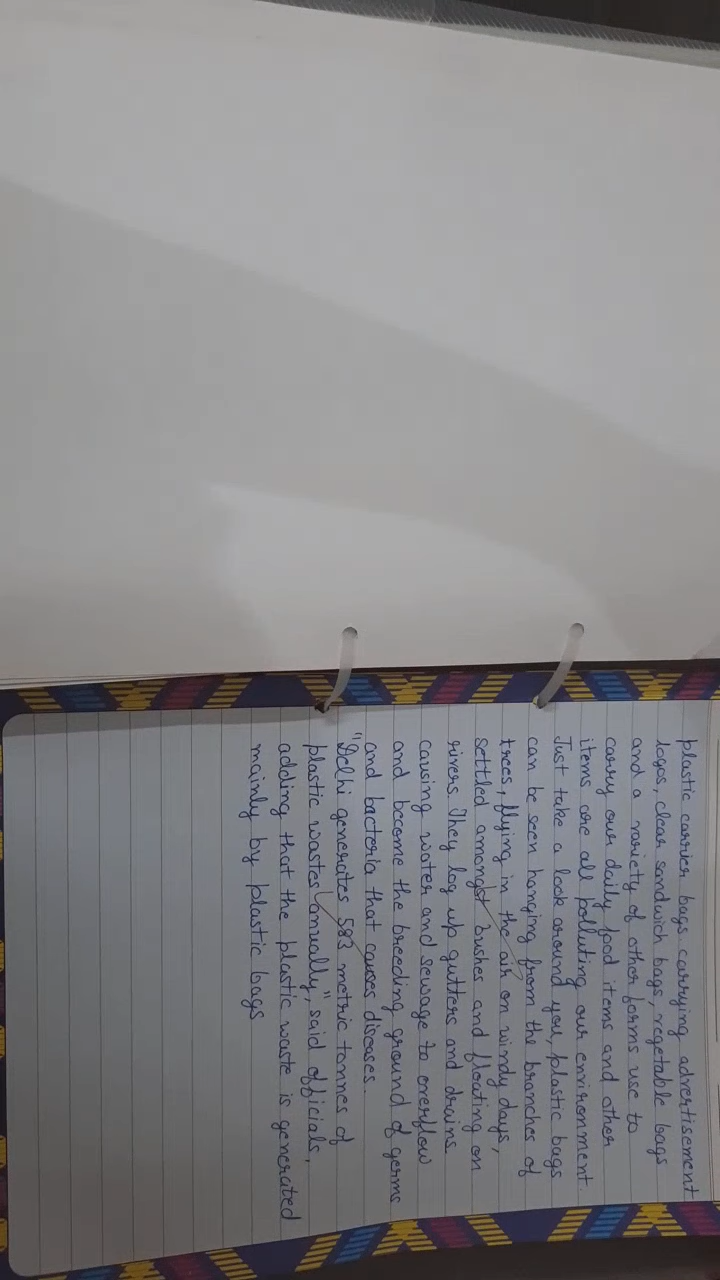 plastic carrier bags carrying advertisement
logos, clear sandwich bags, vegetable bags
and a variety of other forms use to
carry our daily food items and other
items are all polluting our environment.
Just take a look around you, plastic bags
can be seen hanging from the branches of
trees, flying in the air on windy days,
settled amongst bushes and floating on
rivers. They log up gutters and drains
causing water and sewage to overflow
and become the breeding ground of germs
and bacteria that causes diseases.
"Delhi generates 583 metric tonnes of
plastic wastes annually," said officials,
adding that the plastic waste is generated
mainly by plastic bags